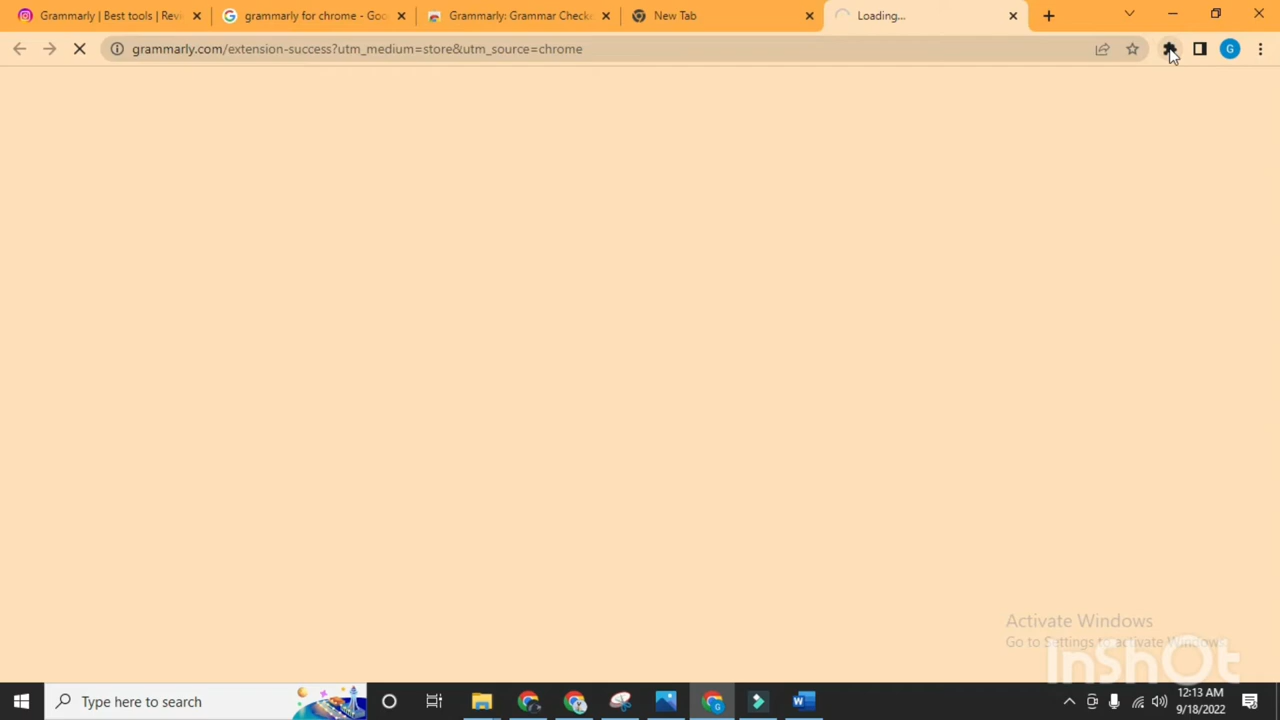 Grammarly | Best tools | Revi
grammarly for chrome - Goo
Grammarly: Grammar Checke
New Tab
Loading...
grammarly.com/extension-success?utm_medium=store&utm_source=chrome
G
Activate Windows
Go to Settings to activate Windows.
InShOt
Type here to search
12:13 AM
9/18/2022